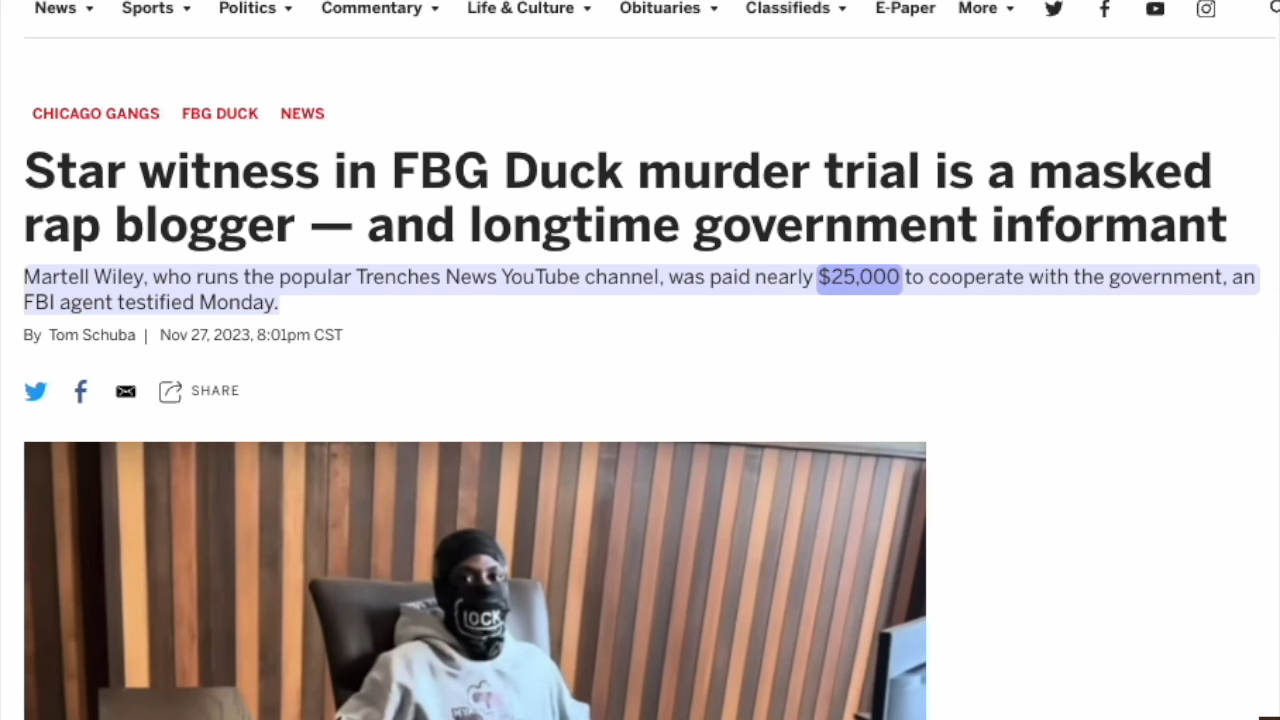 News Sports Politics Commentary Life & Culture Obituaries Classifieds E-Paper More
CHICAGO GANGS FBG DUCK NEWS
Star witness in FBG Duck murder trial is a masked
rap blogger — and longtime government informant
Martell Wiley, who runs the popular Trenches News YouTube channel, was paid nearly $25,000 to cooperate with the government, an
FBI agent testified Monday.
By Tom Schuba | Nov 27, 2023, 8:01pm CST
SHARE
LOCK